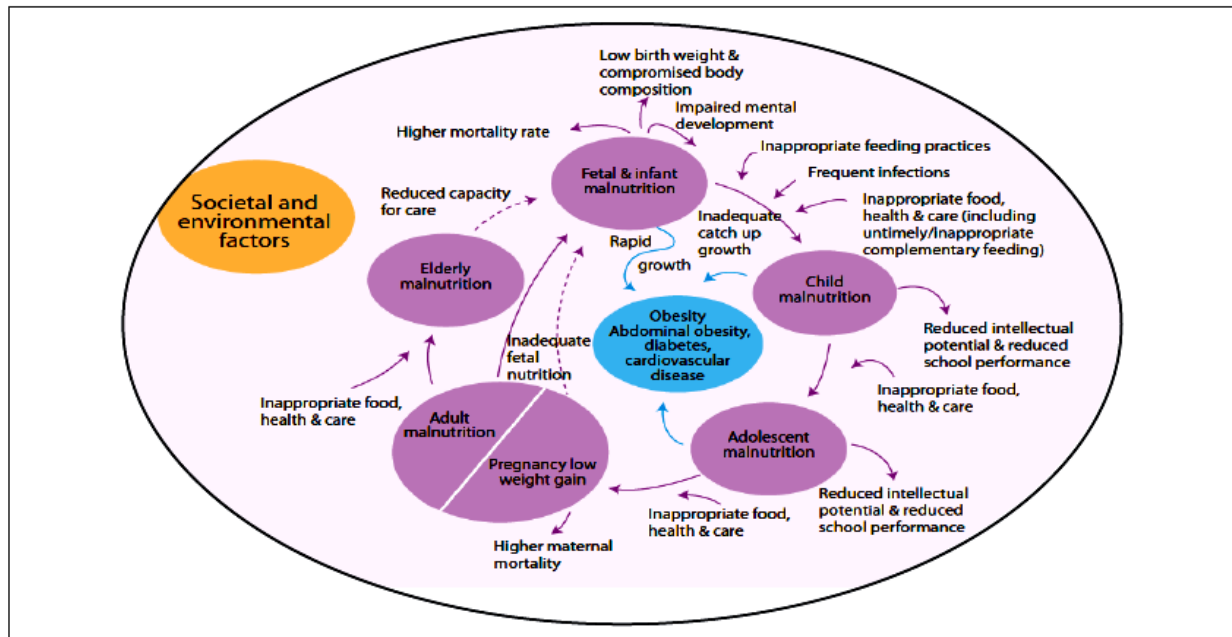 Low birth weight &
compromised body
composition
Impaired mental
development
Higher mortality rate
Inappropriate feeding practices
Fetal & infant
malnutrition
Frequent infections
Societal and
environmental
factors
Reduced capacity
for care
Inappropriate food,
health & care (including
untimely/inappropriate
complementary feeding)
Inadequate
catch up
growth
Rapid
growth
Elderly
malnutrition
Child
malnutrition
Obesity
Abdominal obesity,
diabetes,
cardiovascular
disease
Reduced intellectual
potential & reduced
school performance
Inadequate
fetal
nutrition
Inappropriate food,
health & care
Inappropriate food,
health & care
Adult
malnutrition
Pregnancy low
weight gain
Adolescent
malnutrition
Reduced intellectual
potential & reduced
school performance
Inappropriate food,
health & care
Higher maternal
mortality